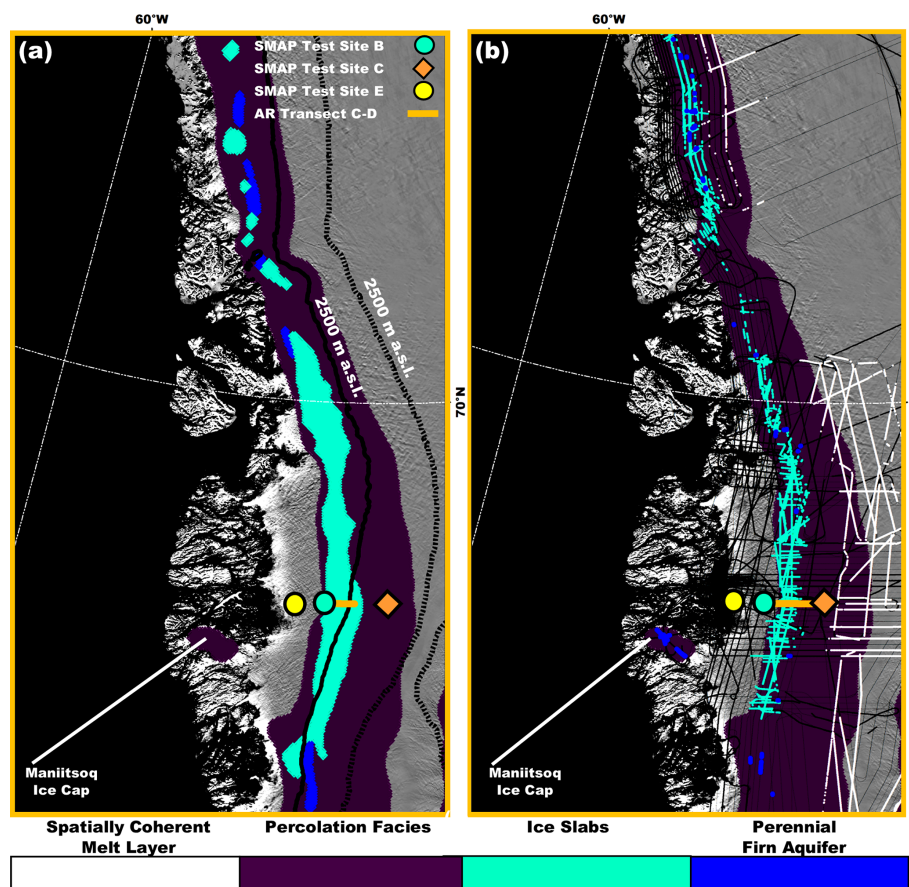 60°W
60°W
(a)
SMAP Test Site B
SMAP Test Site C
SMAP Test Site E
AR Transect C-D
2500 m a.s.l.
2500 m a.s.l.
Maniitsoq
Ice Cap
70°N
(b)
Maniitsoq
Ice Cap
Spatially Coherent
Melt Layer
Percolation Facies
Ice Slabs
Perennial
Firn Aquifer